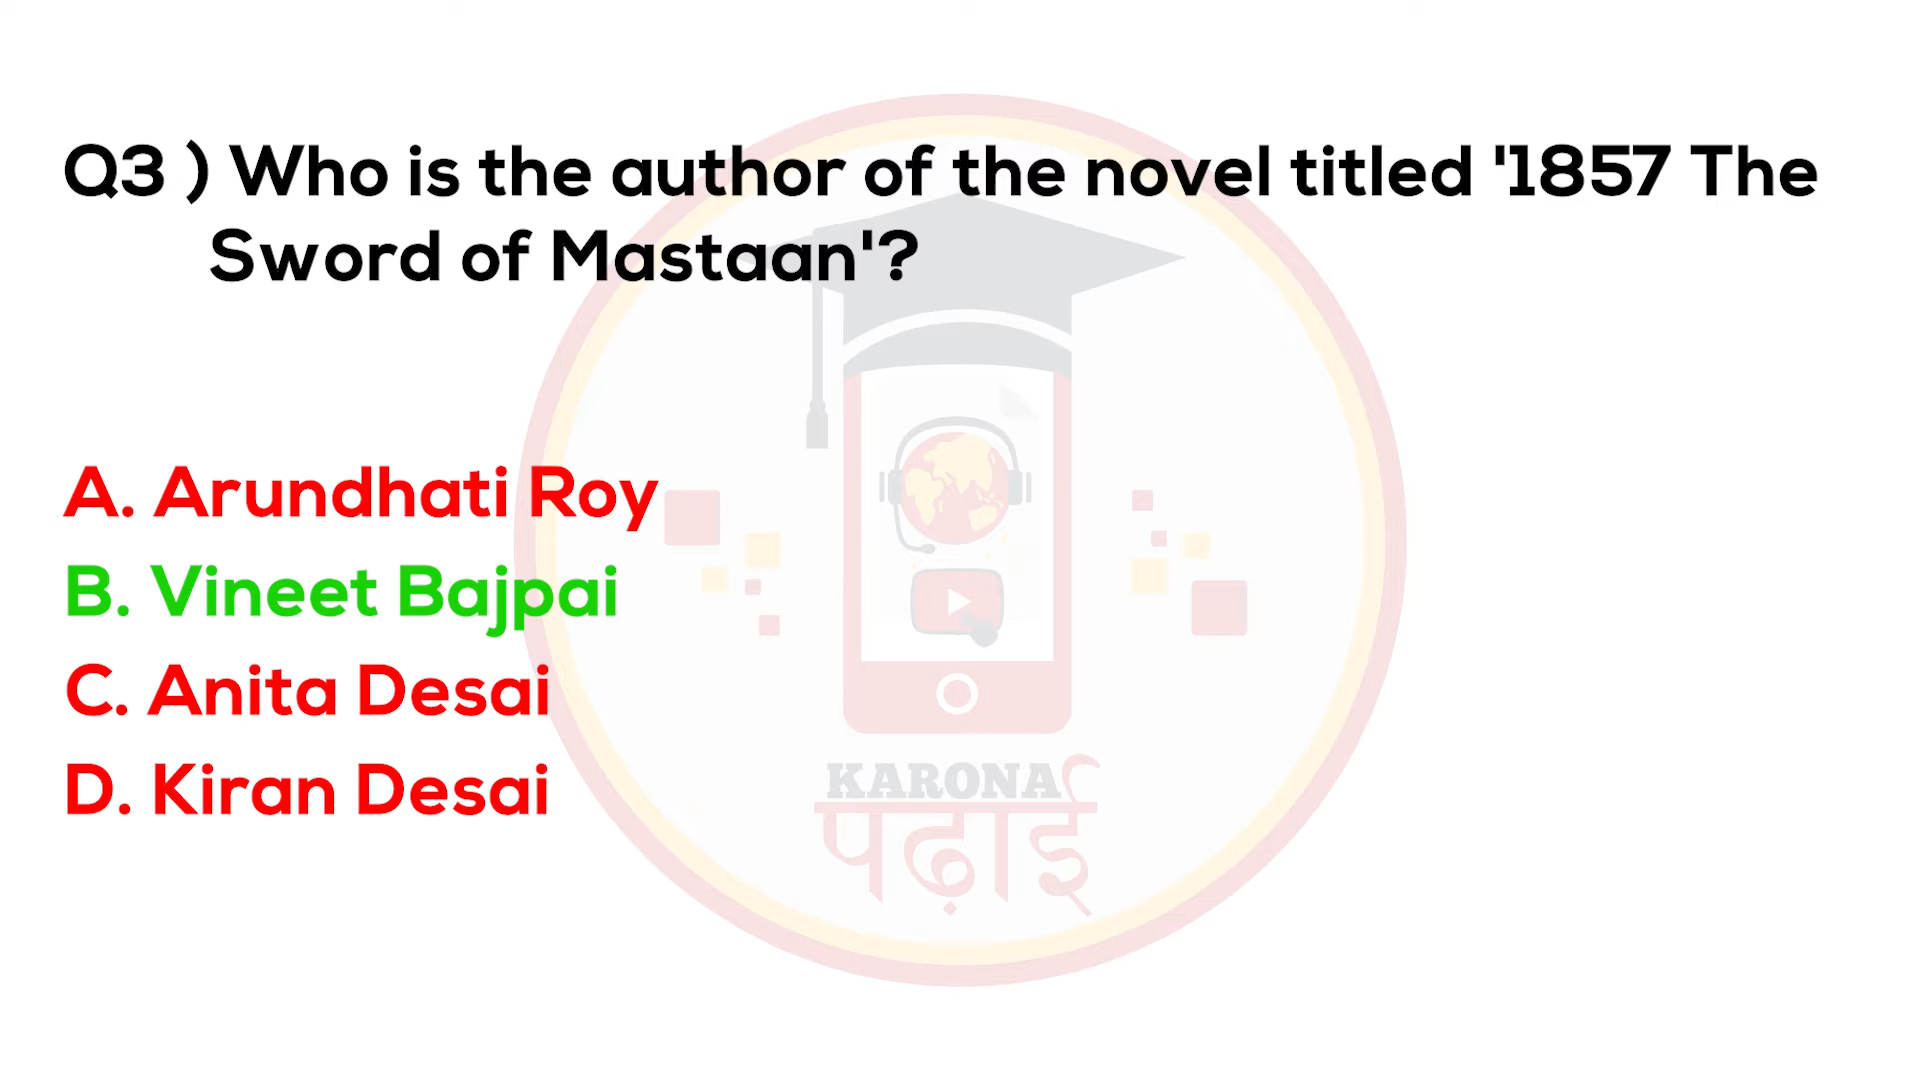 Q3 ) Who is the author of the novel titled '1857 The
Sword of Mastaan'?
A. Arundhati Roy
B. Vineet Bajpai
C. Anita Desai
D. Kiran Desai
KARONA
पढ़ाई